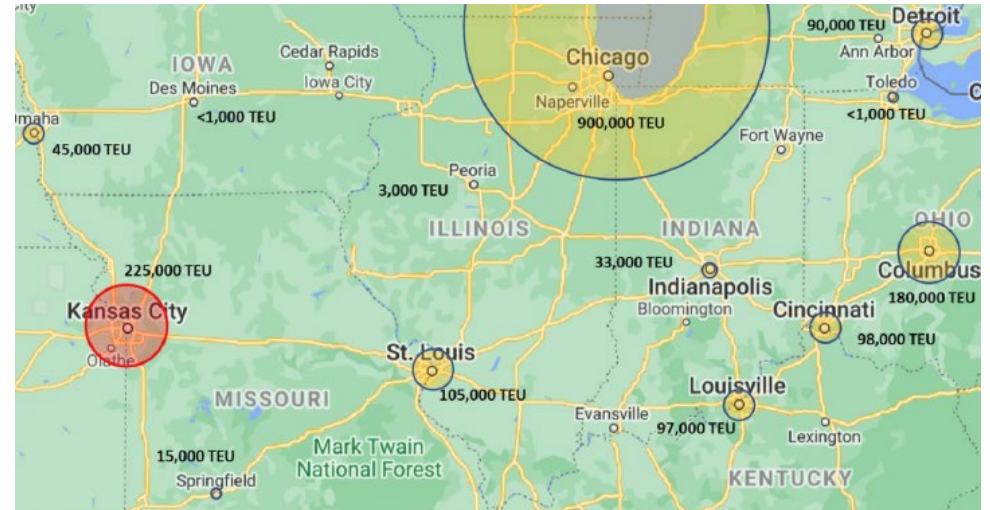 City
Detroit
90,000 TEU
Ann Arbor
Cedar Rapids
Chicago
IOWA
Iowa City
Des Moines
Naperville
Toledo
C
<1,000 TEU
900,000 TEU
<1,000 TEU
Omaha
45,000 TEU
Fort Wayne
Peoria
3,000 TEU
ILLINOIS
INDIANA
OHIO
225,000 TEU
33,000 TEU
Indianapolis
Columbus
180,000 TEU
Kansas City
Bloomington
Cincinnati
98,000 TEU
Olathe
St. Louis
105,000 TEU
Louisville
97,000 TEU
MISSOURI
Evansville
Lexington
Mark Twain
National Forest
15,000 TEU
Springfield
KENTUCKY